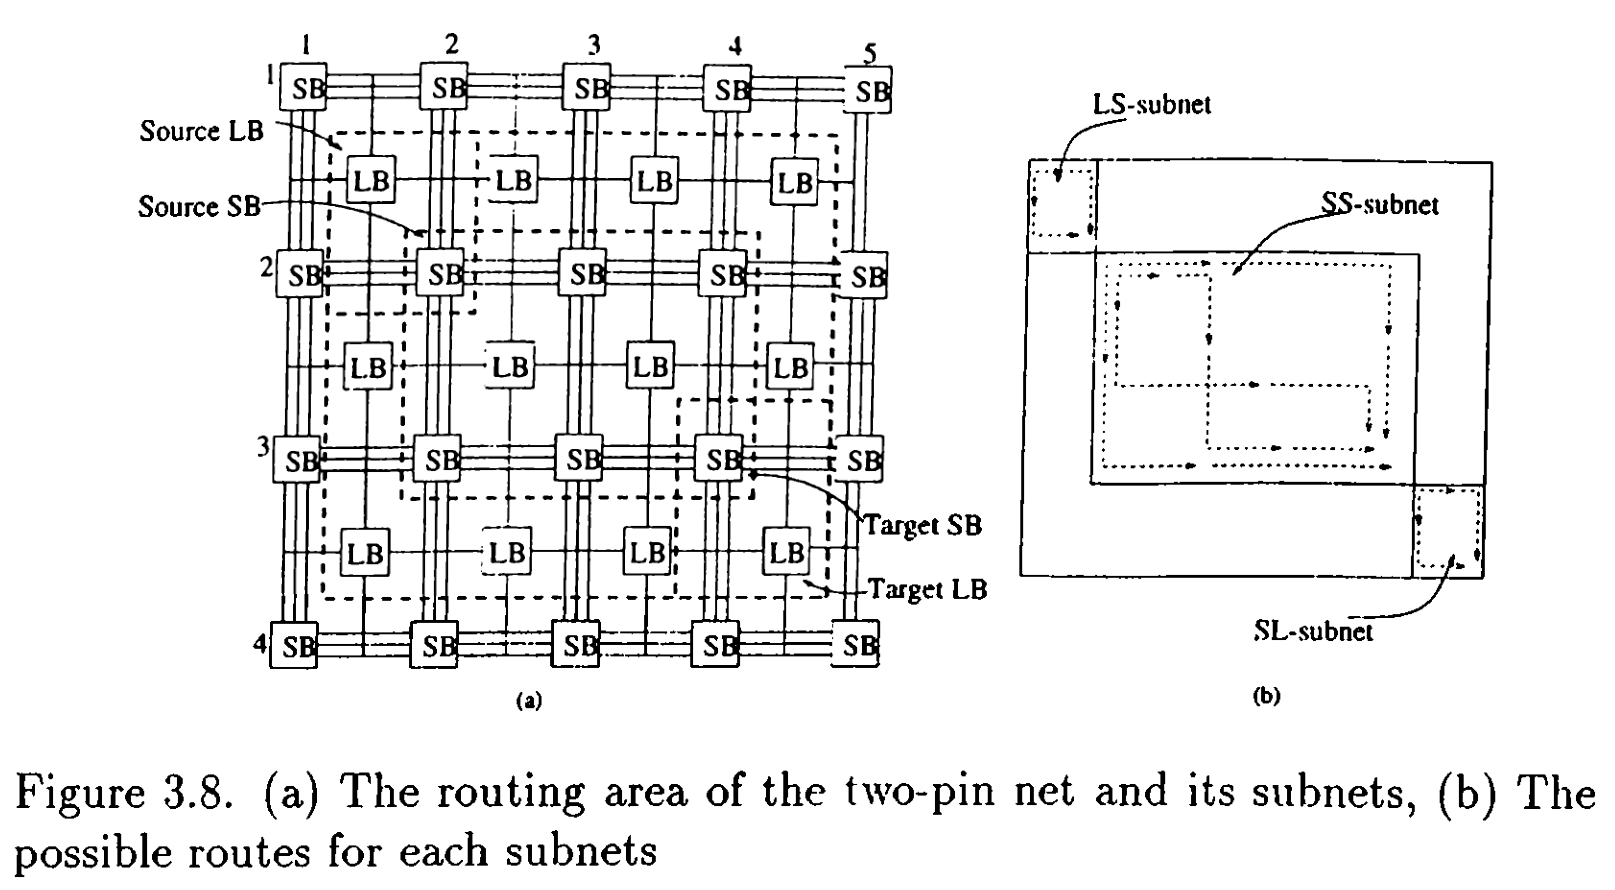 1 2 3 4 5
1 SB SB SB SB SB
Source LB
LB LB LB LB
Source SB
2 SB SB SB SB SB
LB LB LB LB
3 SB SB SB SB SB
Target SB
LB LB LB LB
Target LB
4 SB SB SB SB SB
(a)
LS-subnet
SS-subnet
SL-subnet
(b)
Figure 3.8. (a) The routing area of the two-pin net and its subnets, (b) The
possible routes for each subnets